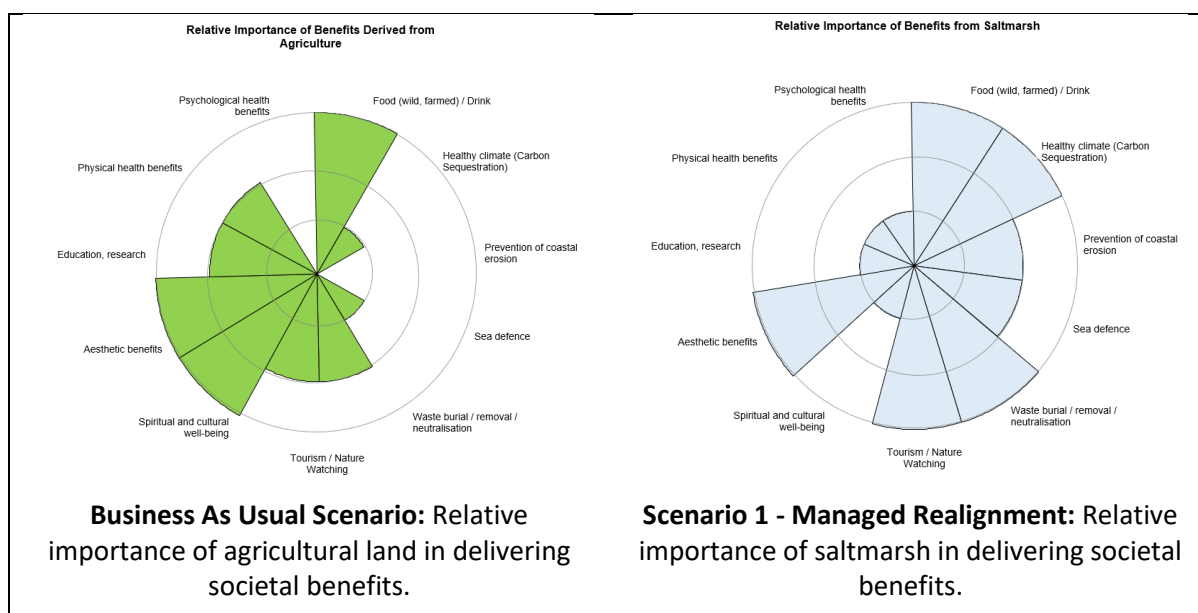 Relative Importance of Benefits Derived from
Agriculture
Psychological health
benefits
Food (wild, farmed) / Drink
Physical health benefits
Healthy climate (Carbon
Sequestration)
Education, research
Prevention of coastal
erosion
Aesthetic benefits
Sea defence
Spiritual and cultural
well-being
Waste burial / removal /
neutralisation
Tourism / Nature
Watching
Business As Usual Scenario: Relative
importance of agricultural land in delivering
societal benefits.
Relative Importance of Benefits from Saltmarsh
Psychological health
benefits
Food (wild, farmed) / Drink
Physical health benefits
Healthy climate (Carbon
Sequestration)
Education, research
Prevention of coastal
erosion
Aesthetic benefits
Sea defence
Spiritual and cultural
well-being
Waste burial / removal /
neutralisation
Tourism / Nature
Watching
Scenario 1 - Managed Realignment: Relative
importance of saltmarsh in delivering societal
benefits.